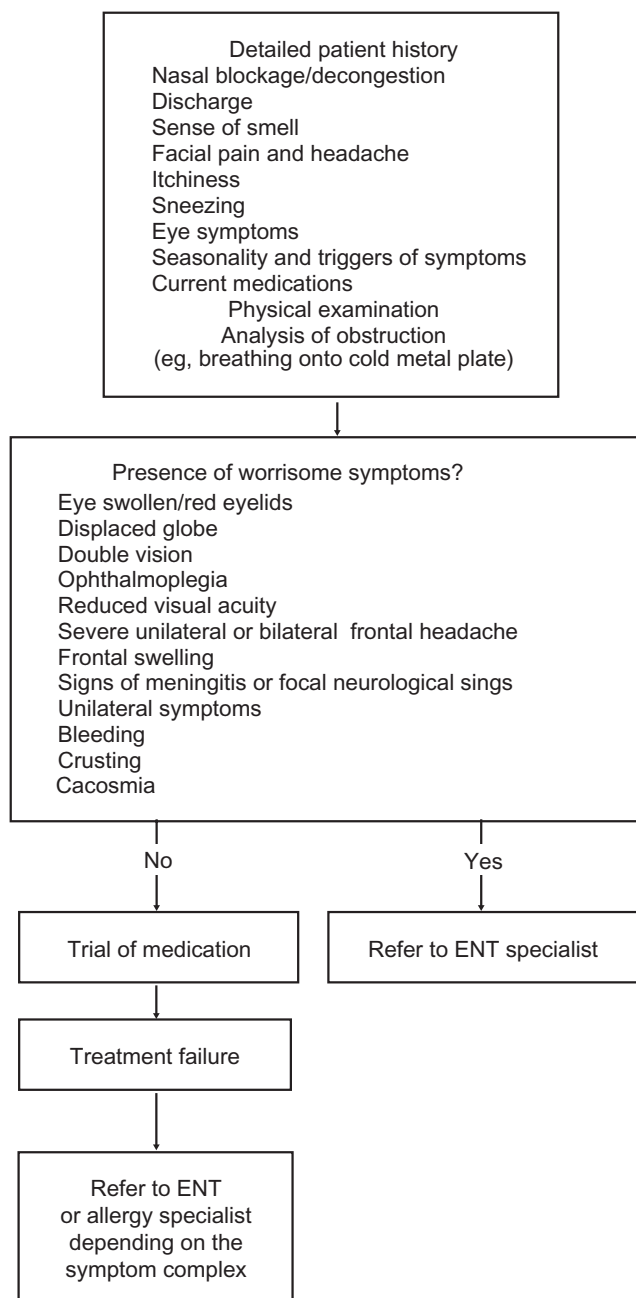 Detailed patient history
Nasal blockage/decongestion
Discharge
Sense of smell
Facial pain and headache
Itchiness
Sneezing
Eye symptoms
Seasonality and triggers of symptoms
Current medications
Physical examination
Analysis of obstruction
(eg, breathing onto cold metal plate)
Presence of worrisome symptoms?
Eye swollen/red eyelids
Displaced globe
Double vision
Ophthalmoplegia
Reduced visual acuity
Severe unilateral or bilateral frontal headache
Frontal swelling
Signs of meningitis or focal neurological sings
Unilateral symptoms
Bleeding
Crusting
Cacosmia
No
Yes
Trial of medication
Refer to ENT specialist
Treatment failure
Refer to ENT
or allergy specialist
depending on the
symptom complex